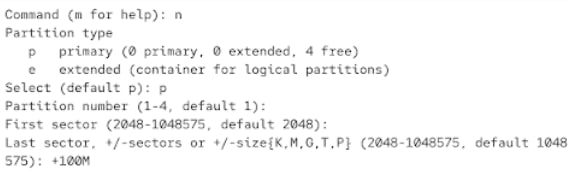 Command (m for help): n
Partition type
   p   primary (0 primary, 0 extended, 4 free)
   e   extended (container for logical partitions)
Select (default p): p
Partition number (1-4, default 1):
First sector (2048-1048575, default 2048):
Last sector, +/-sectors or +/-size{K,M,G,T,P} (2048-1048575, default 1048
575): +100M